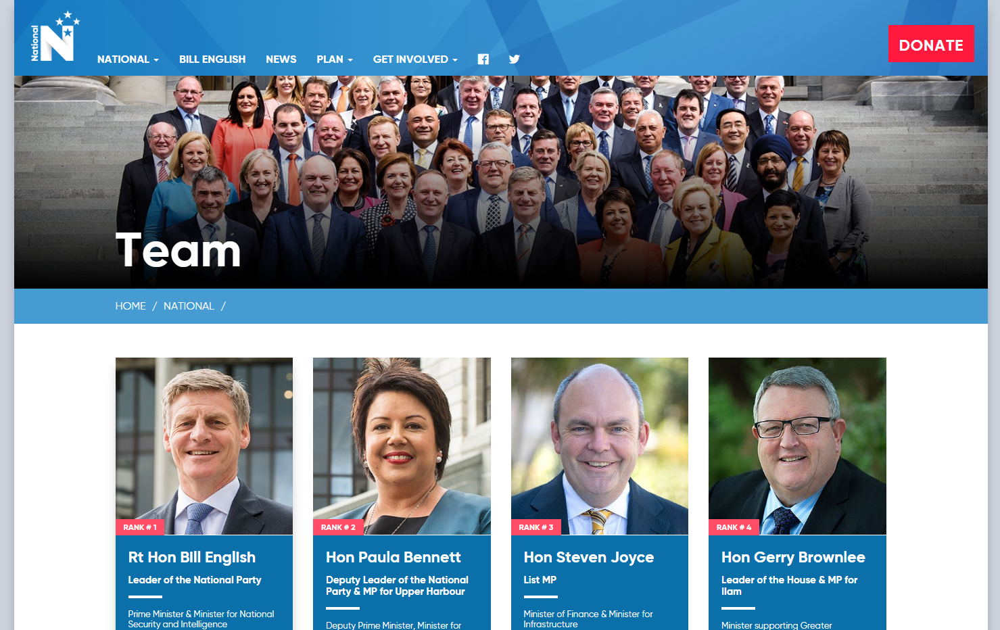 National
NATIONAL
BILL ENGLISH
NEWS
PLAN
GET INVOLVED
DONATE
Team
HOME / NATIONAL /
RANK # 1
Rt Hon Bill English
Leader of the National Party
Prime Minister & Minister for National
Security and Intelligence
RANK # 2
Hon Paula Bennett
Deputy Leader of the National
Party & MP for Upper Harbour
Deputy Prime Minister, Minister for
RANK # 3
Hon Steven Joyce
List MP
Minister of Finance & Minister for
Infrastructure
RANK # 4
Hon Gerry Brownlee
Leader of the House & MP for
Ilam
Minister supporting Greater